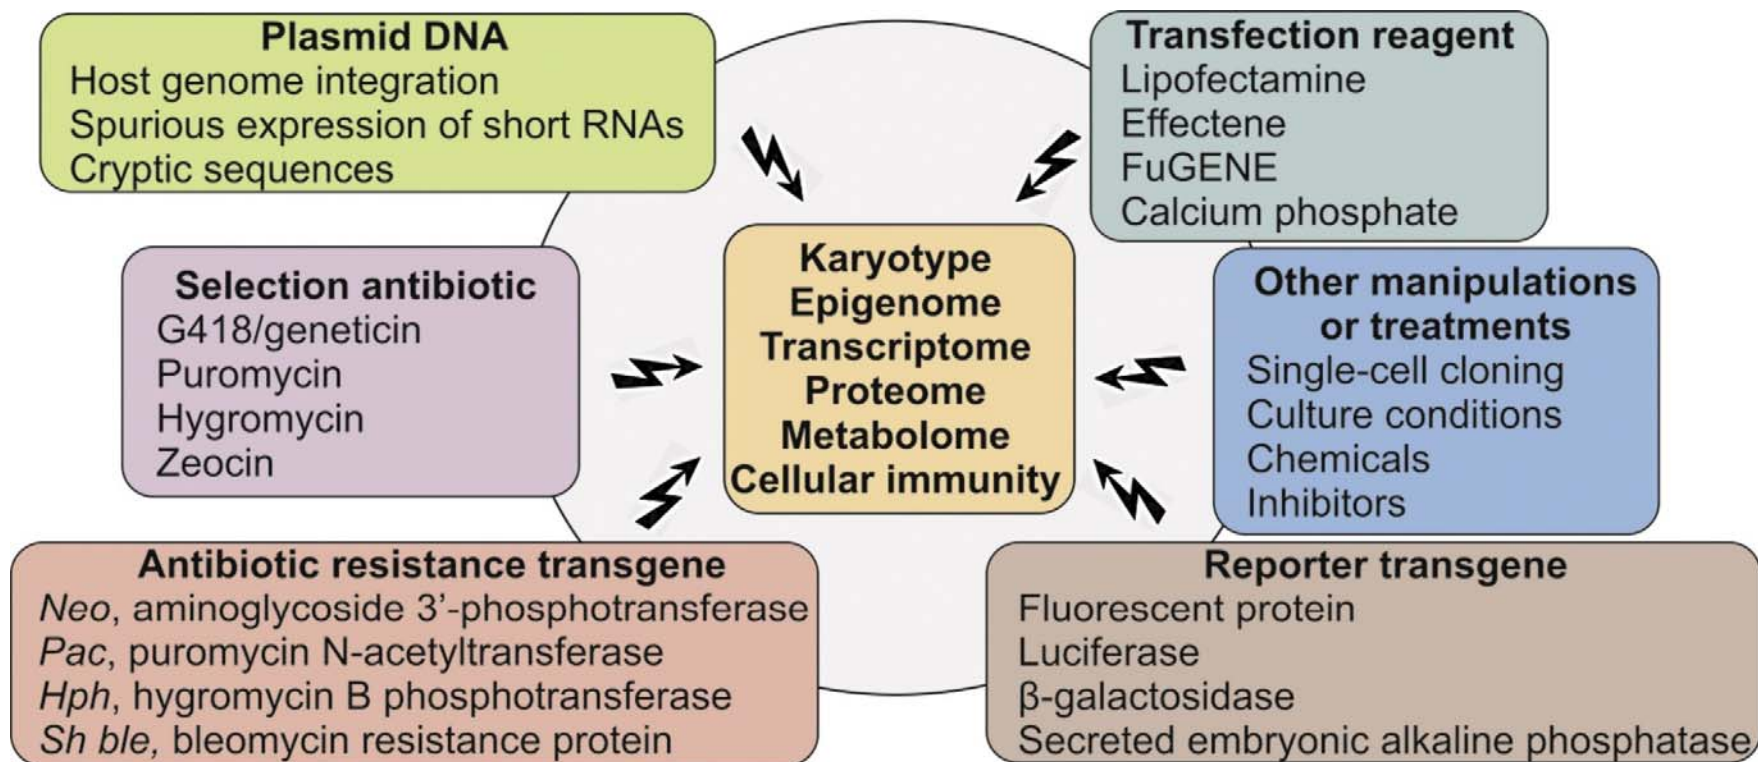 Plasmid DNA
Host genome integration
Spurious expression of short RNAs
Cryptic sequences
Transfection reagent
Lipofectamine
Effectene
FuGENE
Calcium phosphate
Selection antibiotic
G418/geneticin
Puromycin
Hygromycin
Zeocin
Karyotype
Epigenome
Transcriptome
Proteome
Metabolome
Cellular immunity
Other manipulations
or treatments
Single-cell cloning
Culture conditions
Chemicals
Inhibitors
Antibiotic resistance transgene
Neo, aminoglycoside 3’-phosphotransferase
Pac, puromycin N-acetyltransferase
Hph, hygromycin B phosphotransferase
Sh ble, bleomycin resistance protein
Reporter transgene
Fluorescent protein
Luciferase
β-galactosidase
Secreted embryonic alkaline phosphatase